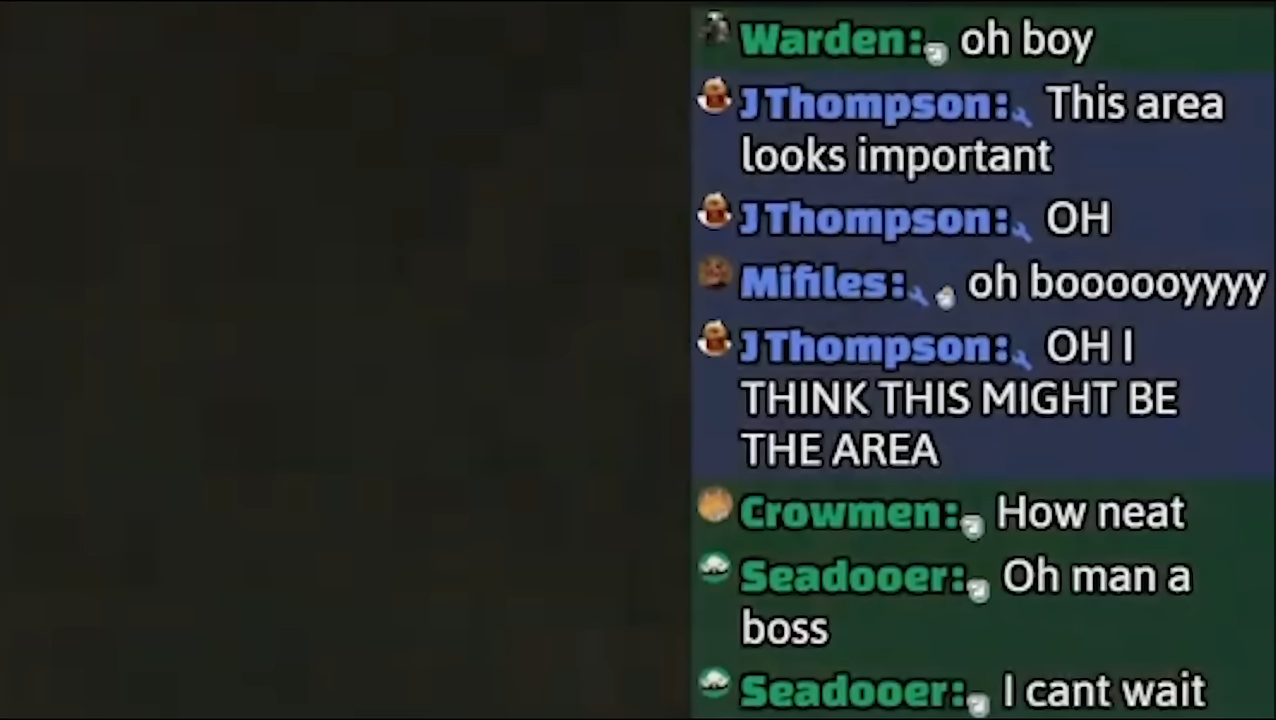 Warden: oh boy
JThompson: This area
looks important
JThompson: OH
Mifiles: oh boooooyyyy
JThompson: OH I
THINK THIS MIGHT BE
THE AREA
Crowmen: How neat
Seadooer: Oh man a
boss
Seadooer: I cant wait